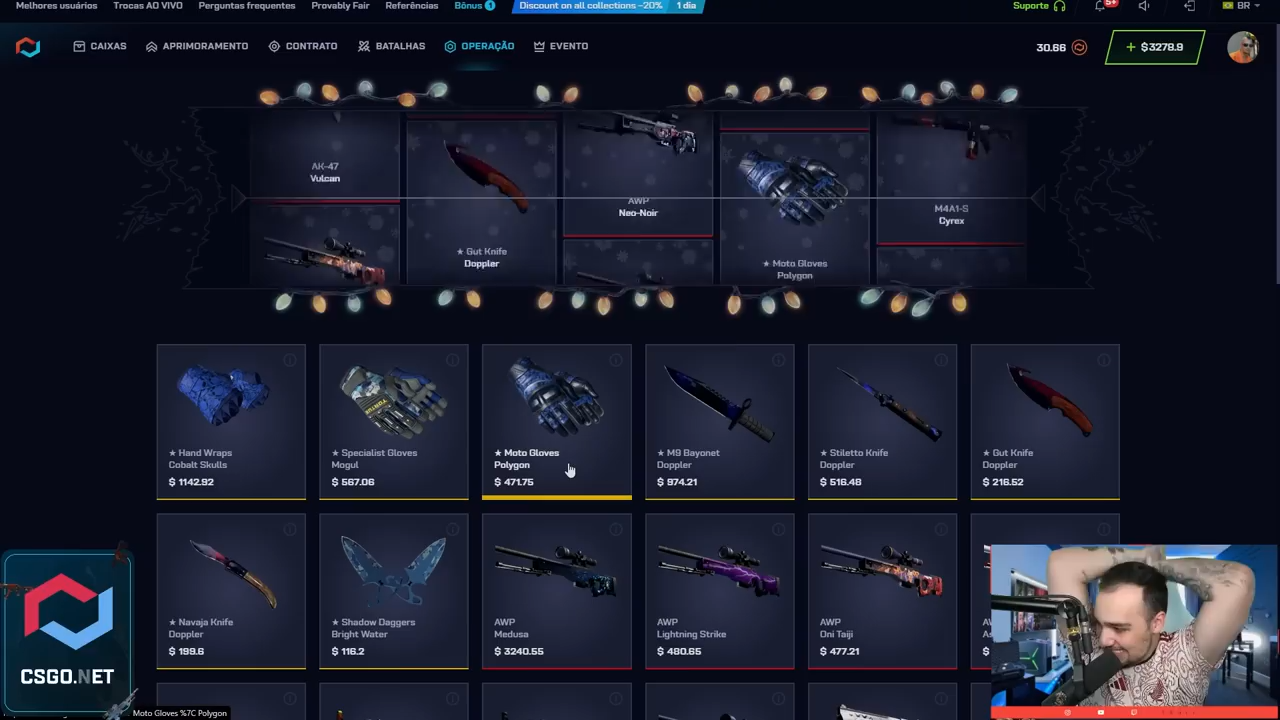 Melhores usuários
Trocas AO VIVO
Perguntas frequentes
Provably Fair
Referências
Bônus 1
Discount on all collections -20%
1 dia
Suporte
5+
BR
CAIXAS
APRIMORAMENTO
CONTRATO
BATALHAS
OPERAÇÃO
EVENTO
30.66
+ $3278.9
AK-47
Vulcan
★ Gut Knife
Doppler
AWP
Neo-Noir
★ Moto Gloves
Polygon
M4A1-S
Cyrex
★ Hand Wraps
Cobalt Skulls
$ 1142.92
★ Specialist Gloves
Mogul
$ 567.06
★ Moto Gloves
Polygon
$ 471.75
★ M9 Bayonet
Doppler
$ 974.21
★ Stiletto Knife
Doppler
$ 516.48
★ Gut Knife
Doppler
$ 216.52
★ Navaja Knife
Doppler
$ 199.6
★ Shadow Daggers
Bright Water
$ 116.2
AWP
Medusa
$ 3240.55
AWP
Lightning Strike
$ 480.65
AWP
Oni Taiji
$ 477.21
CSGO.NET
Moto Gloves %7C Polygon